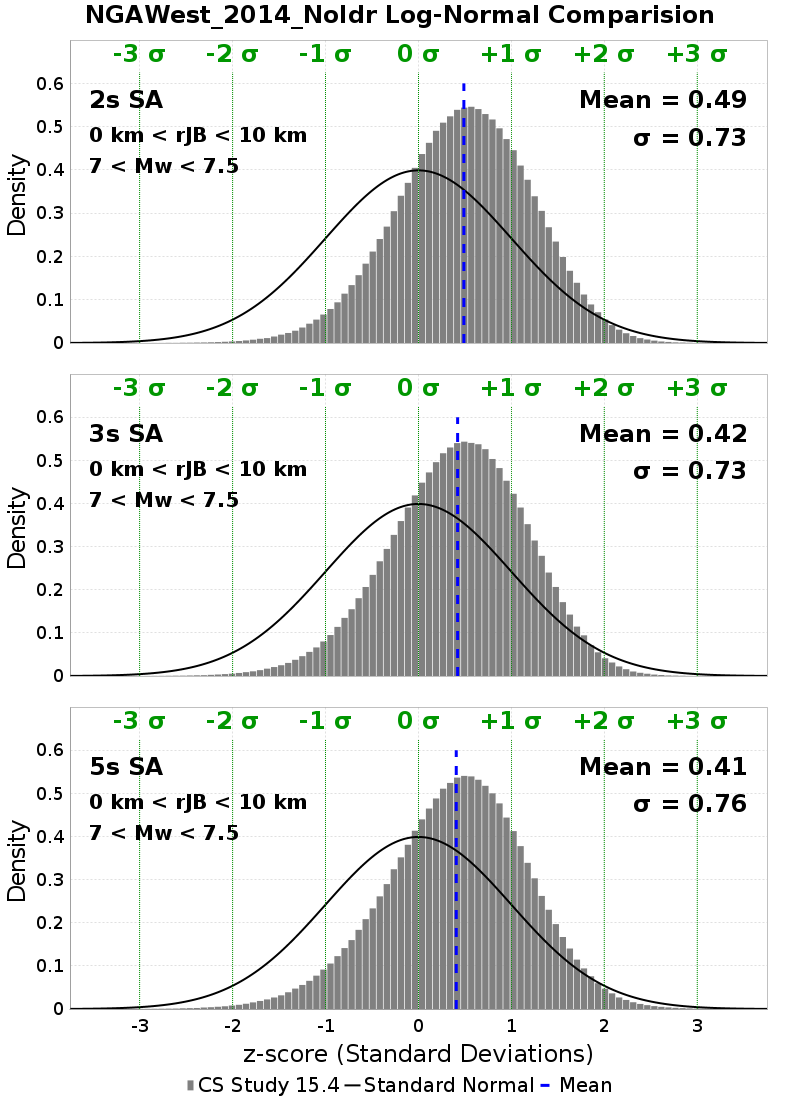 NGAWest_2014_NoIdr Log-Normal Comparision
-3 σ -2 σ -1 σ 0 σ +1 σ +2 σ +3 σ
0.6
2s SA Mean = 0.49
0.5
0 km < rJB < 10 km σ = 0.73
7 < Mw < 7.5
0.4
0.3
0.2
0.1
0
Density
-3 σ -2 σ -1 σ 0 σ +1 σ +2 σ +3 σ
0.6
3s SA Mean = 0.42
0.5
0 km < rJB < 10 km σ = 0.73
7 < Mw < 7.5
0.4
0.3
0.2
0.1
0
Density
-3 σ -2 σ -1 σ 0 σ +1 σ +2 σ +3 σ
0.6
5s SA Mean = 0.41
0.5
0 km < rJB < 10 km σ = 0.76
7 < Mw < 7.5
0.4
0.3
0.2
0.1
0
Density
-3 -2 -1 0 1 2 3
z-score (Standard Deviations)
CS Study 15.4 Standard Normal Mean